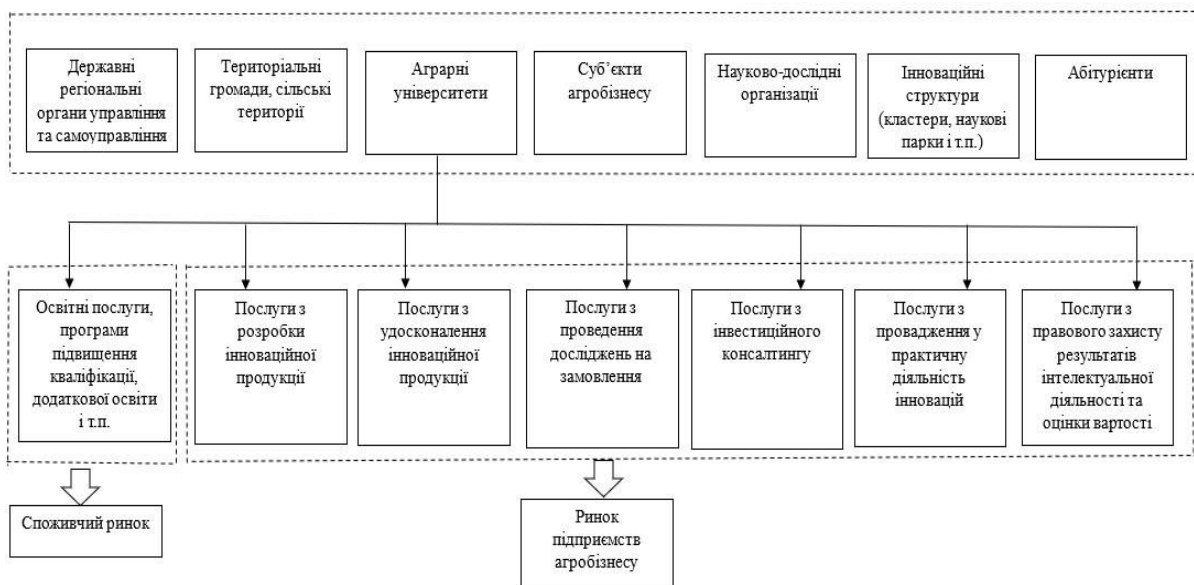 Державні
регіональні
органи управління
та самоуправління
Територіальні
громади, сільські
території
Аграрні
університети
Суб’єкти
агробізнесу
Науково-дослідні
організації
Інноваційні
структури
(кластери, наукові
парки і т.п.)
Абітурієнти
Освітні послуги,
програми
підвищення
кваліфікації,
додаткової освіти
і т.п.
Послуги з
розробки
інноваційної
продукції
Послуги з
удосконалення
інноваційної
продукції
Послуги з
проведення
досліджень на
замовлення
Послуги з
інвестиційного
консалтингу
Послуги з
провадження у
практичну
діяльність
інновацій
Послуги з
правового захисту
результатів
інтелектуальної
діяльності та
оцінки вартості
Споживчий ринок
Ринок
підприємств
агробізнесу